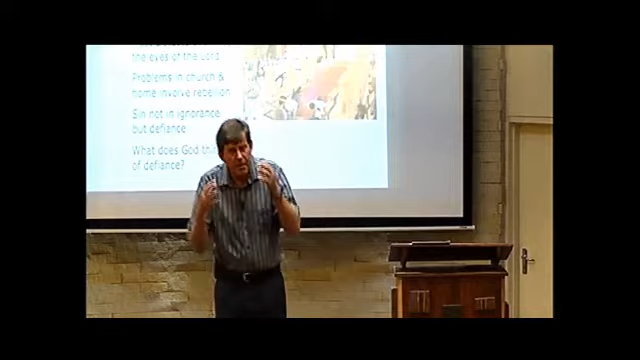 the eyes of the Lord
Problems in church &
home involve rebellion
Sin not in ignorance
but defiance
What does God
of defiance?